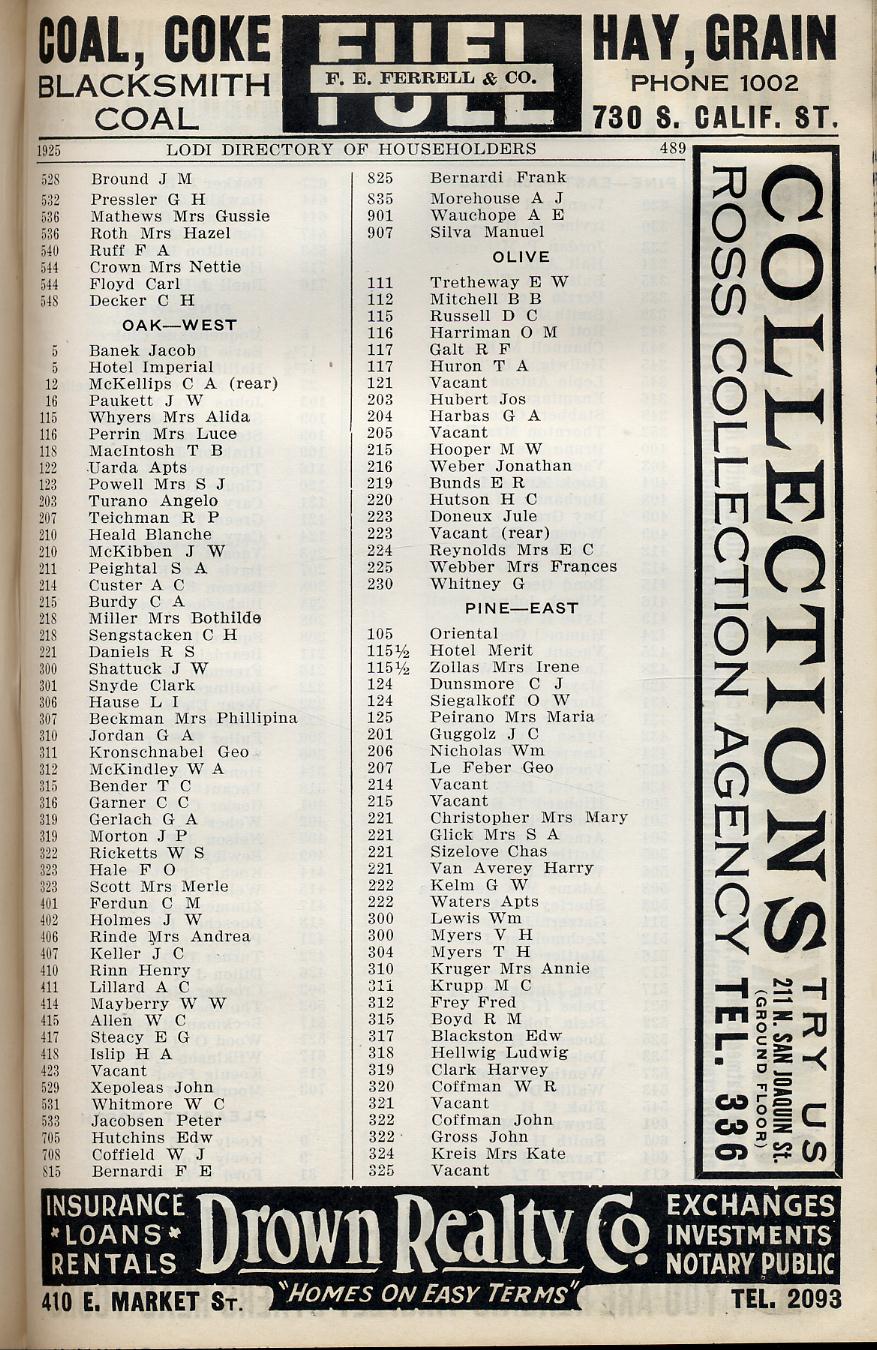 COAL, COKE
BLACKSMITH
COAL
FUEL
F. E. FERRELL & CO.
HAY, GRAIN
PHONE 1002
730 S. CALIF. ST.
1925 LODI DIRECTORY OF HOUSEHOLDERS 489
528 Bround J M
532 Pressler G H
536 Mathews Mrs Gussie
536 Roth Mrs Hazel
540 Ruff F A
544 Crown Mrs Nettie
544 Floyd Carl
548 Decker C H
OAK—WEST
5 Banek Jacob
5 Hotel Imperial
12 McKellips C A (rear)
16 Paukett J W
115 Whyers Mrs Alida
116 Perrin Mrs Luce
118 MacIntosh T B
122 Uarda Apts
123 Powell Mrs S J
203 Turano Angelo
207 Teichman R P
210 Heald Blanche
210 McKibben J W
211 Peightal S A
214 Custer A C
215 Burdy C A
218 Miller Mrs Bothilde
218 Sengstacken C H
221 Daniels R S
300 Shattuck J W
301 Snyde Clark
306 Hause L I
307 Beckman Mrs Phillipina
310 Jordan G A
311 Kronschnabel Geo
312 McKindley W A
315 Bender T C
316 Garner C C
319 Gerlach G A
319 Morton J P
322 Ricketts W S
323 Hale F O
323 Scott Mrs Merle
401 Ferdun C M
402 Holmes J W
406 Rinde Mrs Andrea
407 Keller J C
410 Rinn Henry
411 Lillard A C
414 Mayberry W W
415 Allen W C
417 Steacy E G
418 Islip H A
423 Vacant
529 Xepoleas John
531 Whitmore W C
533 Jacobsen Peter
705 Hutchins Edw
708 Coffield W J
815 Bernardi F E
825 Bernardi Frank
835 Morehouse A J
901 Wauchope A E
907 Silva Manuel
OLIVE
111 Tretheway E W
112 Mitchell B B
115 Russell D C
116 Harriman O M
117 Galt R F
117 Huron T A
121 Vacant
203 Hubert Jos
204 Harbas G A
205 Vacant
215 Hooper M W
216 Weber Jonathan
219 Bunds E R
220 Hutson H C
223 Doneux Jule
223 Vacant (rear)
224 Reynolds Mrs E C
225 Webber Mrs Frances
230 Whitney G
PINE—EAST
105 Oriental
115½ Hotel Merit
115½ Zollas Mrs Irene
124 Dunsmore C J
124 Siegalkoff O W
125 Peirano Mrs Maria
201 Guggolz J C
206 Nicholas Wm
207 Le Feber Geo
214 Vacant
215 Vacant
221 Christopher Mrs Mary
221 Glick Mrs S A
221 Sizelove Chas
221 Van Averey Harry
222 Kelm G W
222 Waters Apts
300 Lewis Wm
300 Myers V H
304 Myers T H
310 Kruger Mrs Annie
311 Krupp M C
312 Frey Fred
315 Boyd R M
317 Blackston Edw
318 Hellwig Ludwig
319 Clark Harvey
320 Coffman W R
321 Vacant
322 Coffman John
322 Gross John
324 Kreis Mrs Kate
325 Vacant
COLLECTIONS
TRY US
211 N. SAN JOAQUIN ST.
(GROUND FLOOR)
ROSS COLLECTION AGENCY TEL. 336
INSURANCE
*LOANS*
RENTALS
Drown Realty Co.
EXCHANGES
INVESTMENTS
NOTARY PUBLIC
410 E. MARKET ST.
"HOMES ON EASY TERMS"
TEL. 2093